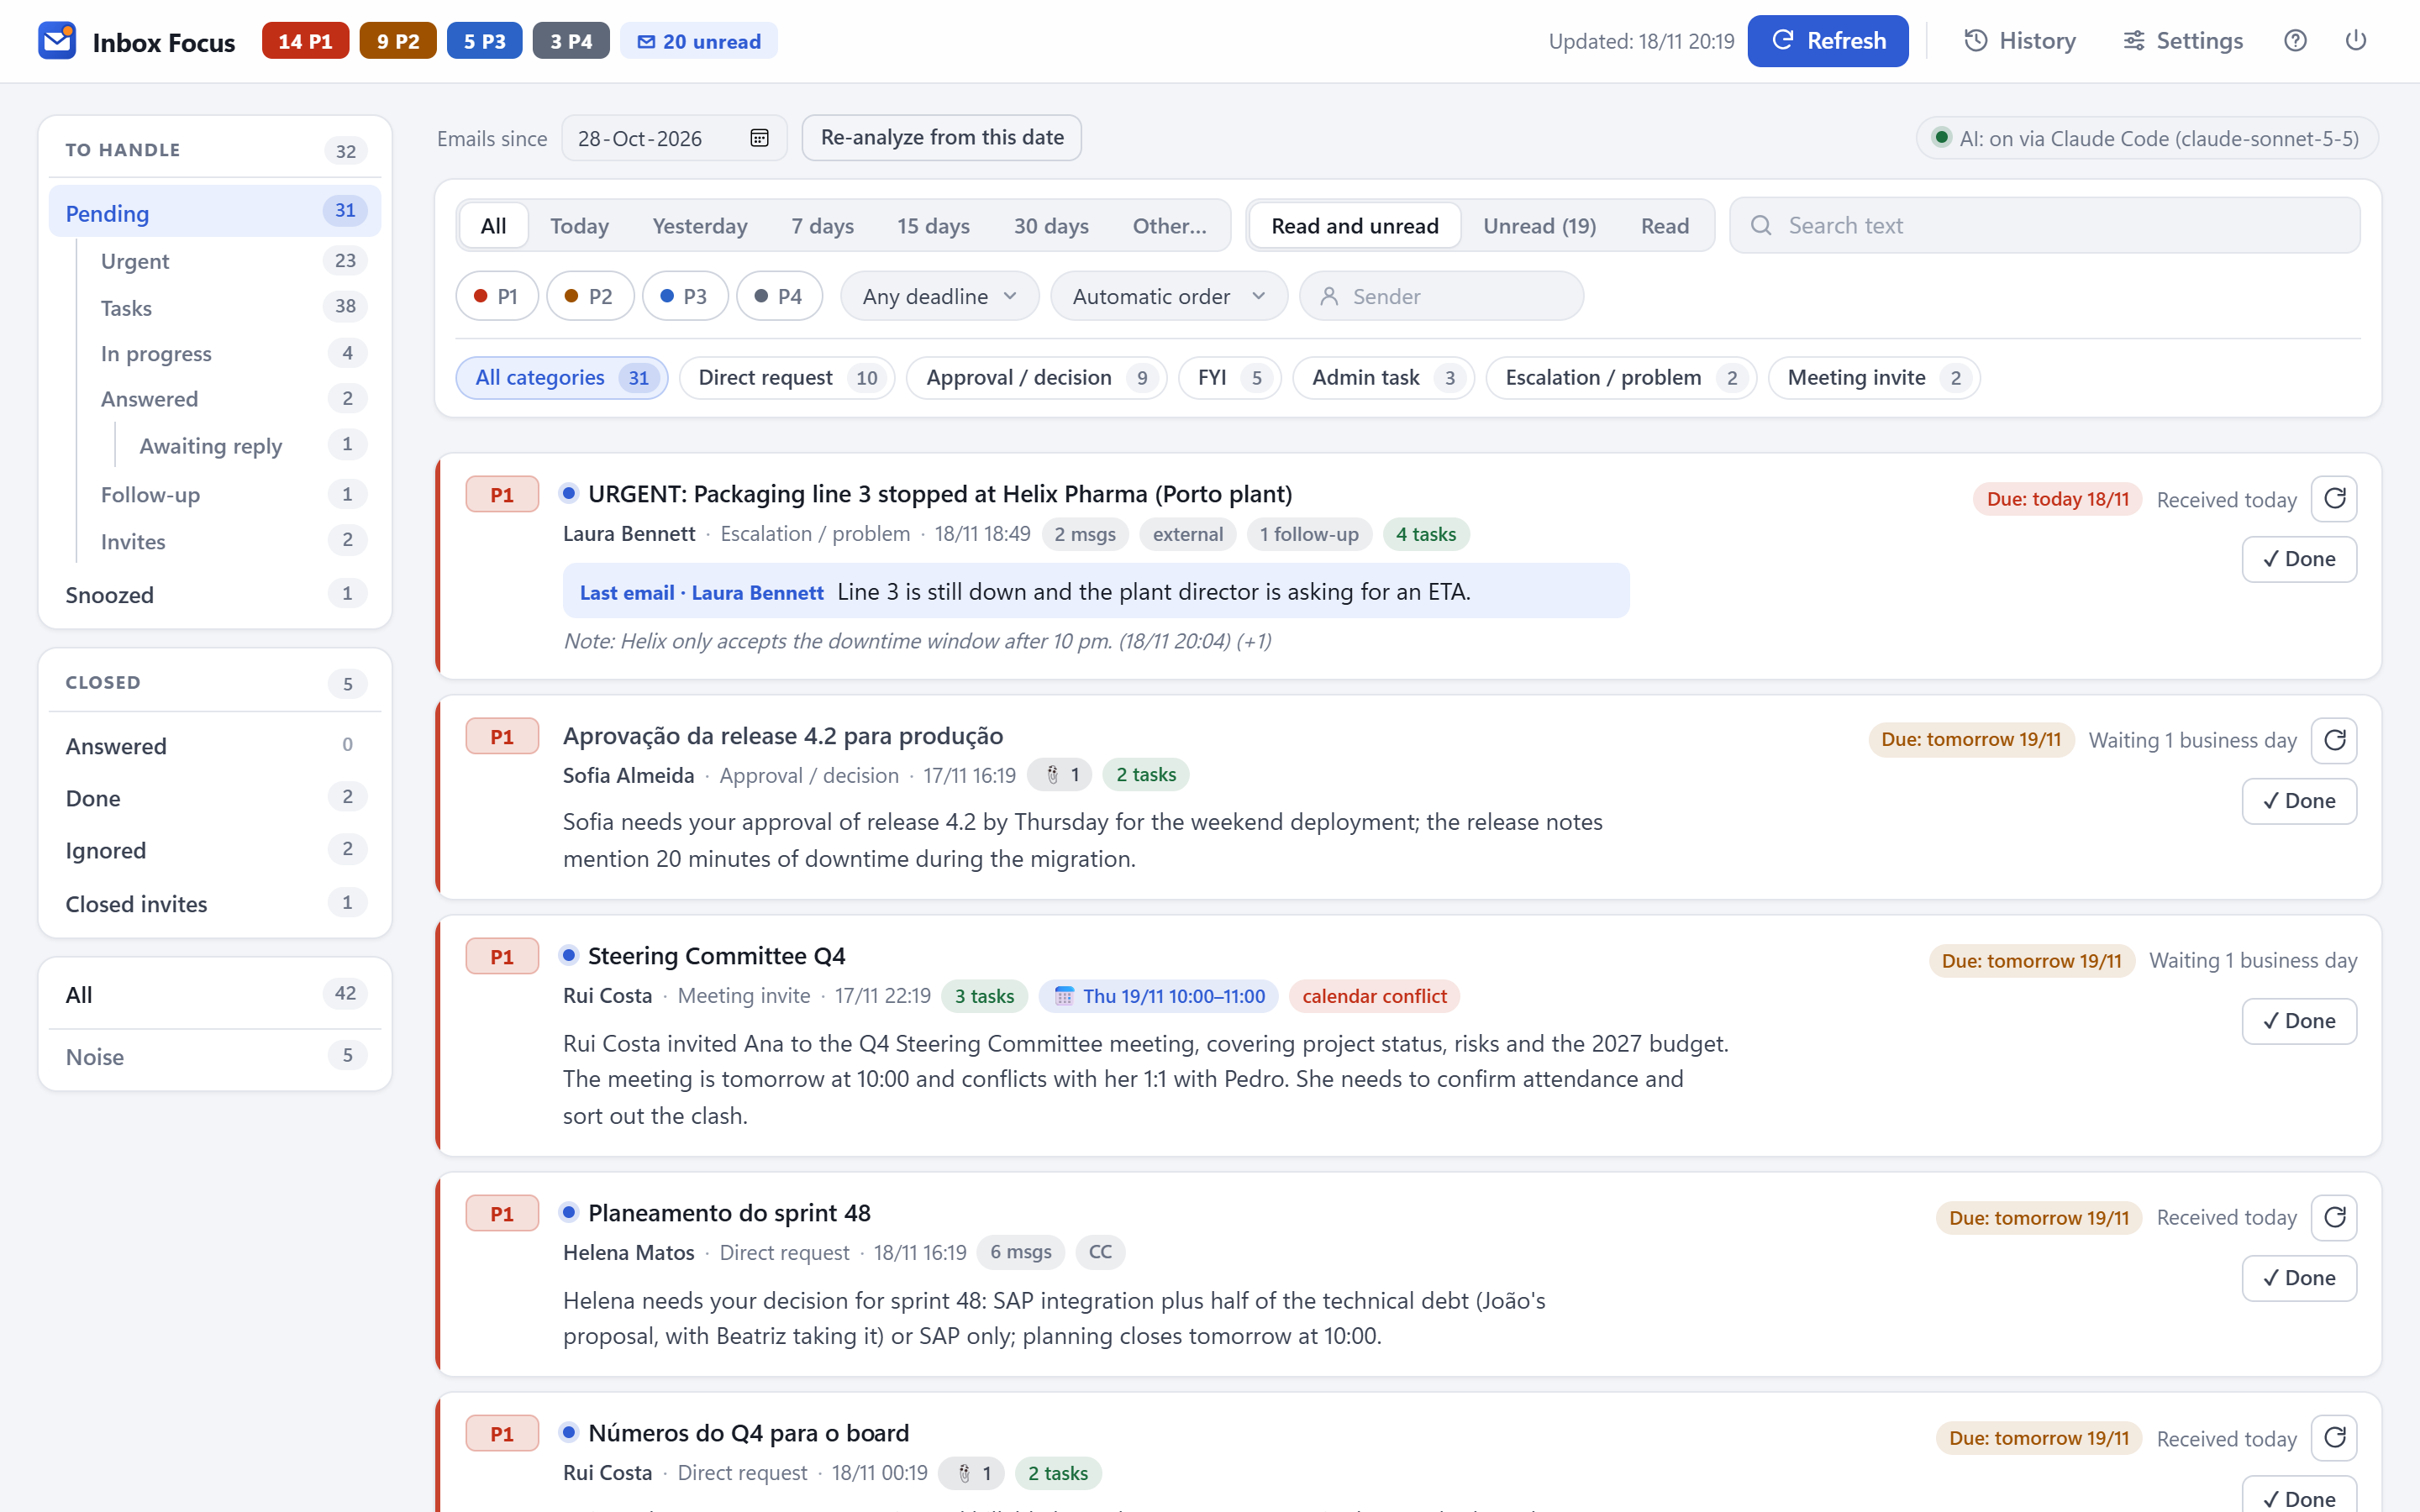 Inbox Focus 14 P1 9 P2 5 P3 3 P4 20 unread Updated: 18/11 20:19 Refresh History Settings
TO HANDLE 32
Pending 31
Urgent 23
Tasks 38
In progress 4
Answered 2
Awaiting reply 1
Follow-up 1
Invites 2
Snoozed 1
CLOSED 5
Answered 0
Done 2
Ignored 2
Closed invites 1
All 42
Noise 5
Emails since 28-Oct-2026 Re-analyze from this date AI: on via Claude Code (claude-sonnet-5-5)
All Today Yesterday 7 days 15 days 30 days Other... Read and unread Unread (19) Read Search text
P1 P2 P3 P4 Any deadline Automatic order Sender
All categories 31 Direct request 10 Approval / decision 9 FYI 5 Admin task 3 Escalation / problem 2 Meeting invite 2
P1 URGENT: Packaging line 3 stopped at Helix Pharma (Porto plant) Due: today 18/11 Received today
Laura Bennett · Escalation / problem · 18/11 18:49 2 msgs external 1 follow-up 4 tasks
✓ Done
Last email · Laura Bennett Line 3 is still down and the plant director is asking for an ETA.
Note: Helix only accepts the downtime window after 10 pm. (18/11 20:04) (+1)
P1 Aprovação da release 4.2 para produção Due: tomorrow 19/11 Waiting 1 business day
Sofia Almeida · Approval / decision · 17/11 16:19 1 2 tasks
✓ Done
Sofia needs your approval of release 4.2 by Thursday for the weekend deployment; the release notes
mention 20 minutes of downtime during the migration.
P1 Steering Committee Q4 Due: tomorrow 19/11 Waiting 1 business day
Rui Costa · Meeting invite · 17/11 22:19 3 tasks Thu 19/11 10:00–11:00 calendar conflict
✓ Done
Rui Costa invited Ana to the Q4 Steering Committee meeting, covering project status, risks and the 2027 budget.
The meeting is tomorrow at 10:00 and conflicts with her 1:1 with Pedro. She needs to confirm attendance and
sort out the clash.
P1 Planeamento do sprint 48 Due: tomorrow 19/11 Received today
Helena Matos · Direct request · 18/11 16:19 6 msgs CC
✓ Done
Helena needs your decision for sprint 48: SAP integration plus half of the technical debt (João's
proposal, with Beatriz taking it) or SAP only; planning closes tomorrow at 10:00.
P1 Números do Q4 para o board Due: tomorrow 19/11 Received today
Rui Costa · Direct request · 18/11 00:19 1 2 tasks
✓ Done